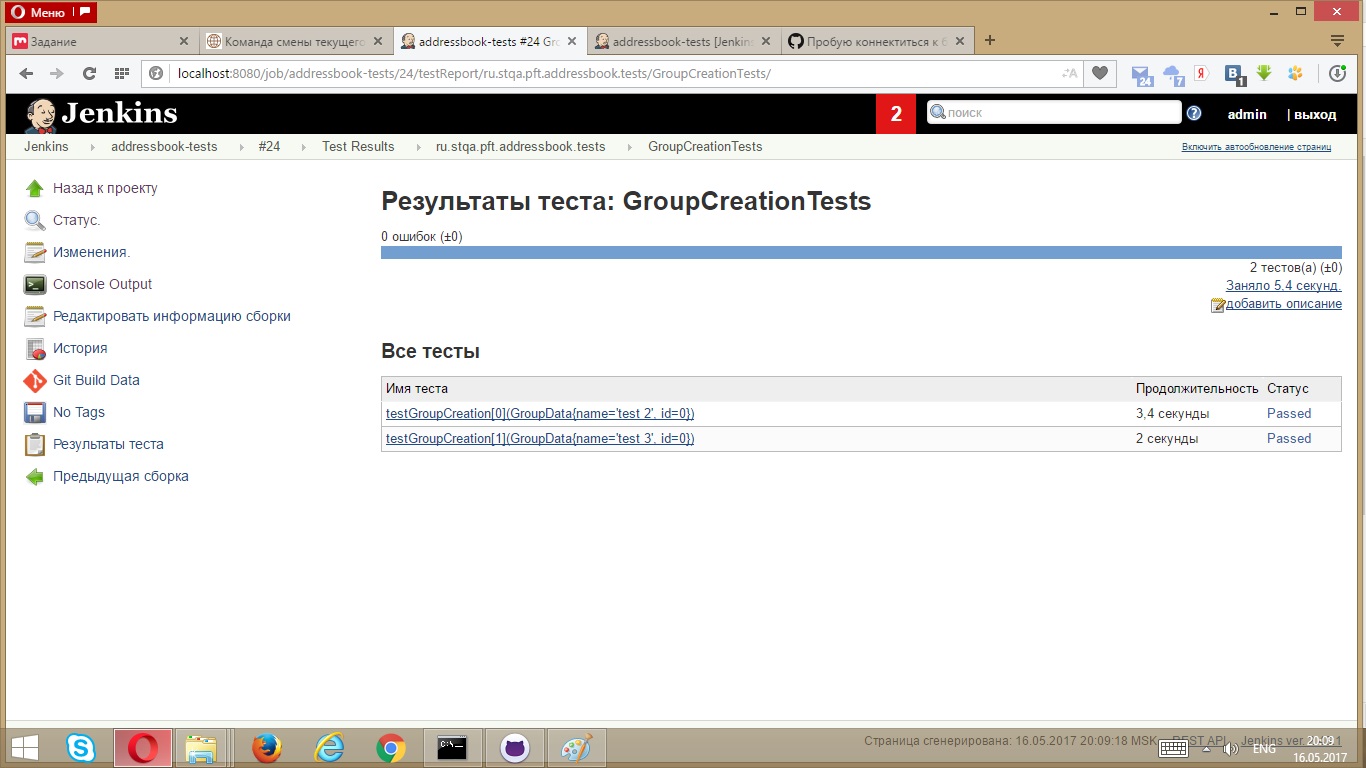 Меню
Задание
Команда смены текущего
addressbook-tests #24 Gro
addressbook-tests [Jenkins
Пробую коннектиться к б
localhost:8080/job/addressbook-tests/24/testReport/ru.stqa.pft.addressbook.tests/GroupCreationTests/
24
7
Я
B
1
Jenkins
2
поиск
admin
| выход
Jenkins
addressbook-tests
#24
Test Results
ru.stqa.pft.addressbook.tests
GroupCreationTests
Включить автообновление страниц
Назад к проекту
Статус.
Изменения.
Console Output
Редактировать информацию сборки
История
Git Build Data
No Tags
Результаты теста
Предыдущая сборка
Результаты теста: GroupCreationTests
0 ошибок (±0)
2 тестов(а) (±0)
Заняло 5,4 секунд.
добавить описание
Все тесты
Имя теста Продолжительность Статус
testGroupCreation[0](GroupData{name='test 2', id=0}) 3,4 секунды Passed
testGroupCreation[1](GroupData{name='test 3', id=0}) 2 секунды Passed
Страница сгенерирована: 16.05.2017 20:09:18 MSK
REST API
Jenkins ver.
C:\
ENG
20:09
16.05.2017